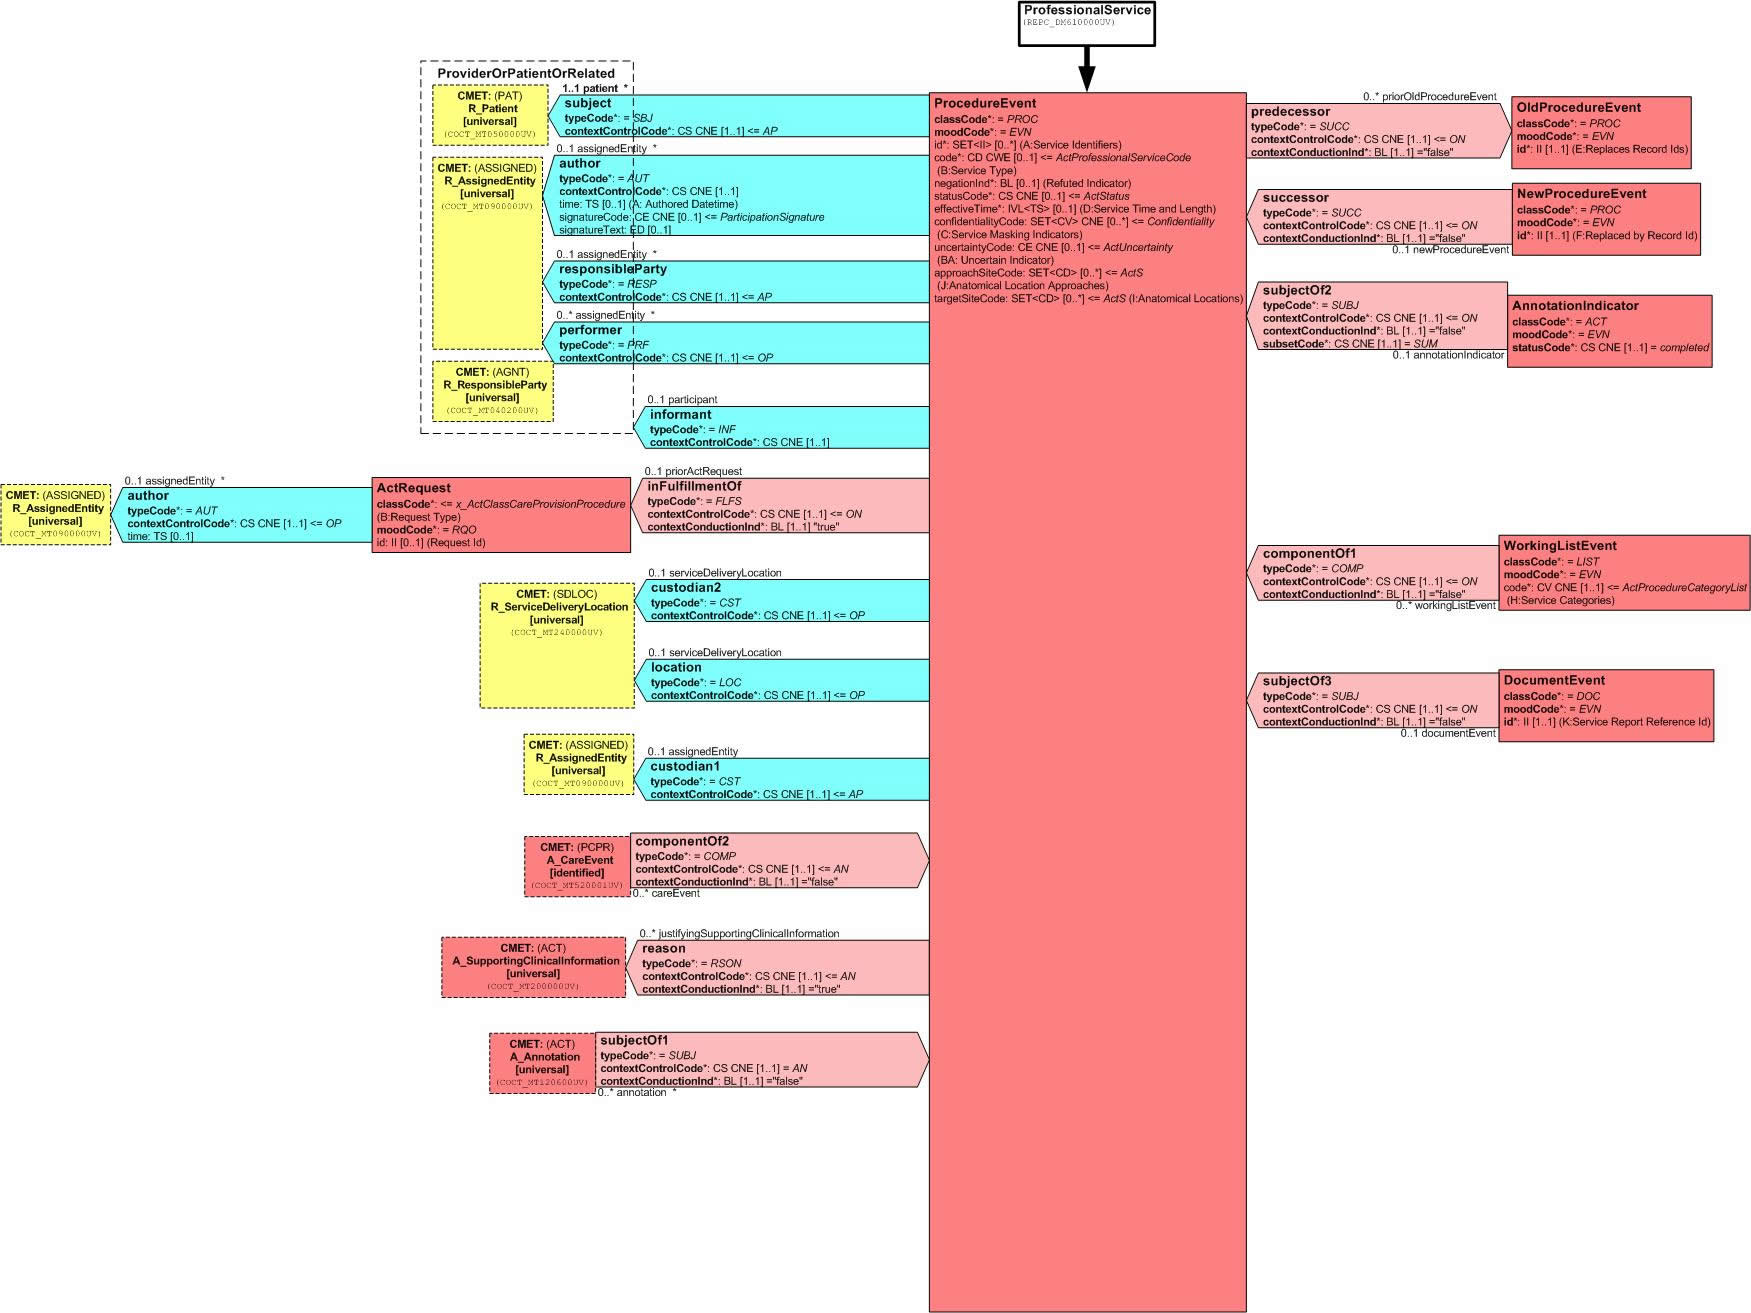 ProfessionalService
(REPC_DM610000UV)
ProviderOrPatientOrRelated
CMET: (PAT)
R_Patient
[universal]
(COCT_MT050000UV)
1..1 patient *
subject
typeCode*: = SBJ
contextControlCode*: CS CNE [1..1] <= AP
CMET: (ASSIGNED)
R_AssignedEntity
[universal]
(COCT_MT090000UV)
0..1 assignedEntity *
author
typeCode*: = AUT
contextControlCode*: CS CNE [1..1]
time: TS [0..1] (A: Authored Datetime)
signatureCode: CE CNE [0..1] <= ParticipationSignature
signatureText: ED [0..1]
0..1 assignedEntity *
responsibleParty
typeCode*: = RESP
contextControlCode*: CS CNE [1..1] <= AP
0..* assignedEntity *
performer
typeCode*: = PRF
contextControlCode*: CS CNE [1..1] <= OP
CMET: (AGNT)
R_ResponsibleParty
[universal]
(COCT_MT040200UV)
0..1 participant
informant
typeCode*: = INF
contextControlCode*: CS CNE [1..1]
ProcedureEvent
classCode*: = PROC
moodCode*: = EVN
id*: SET<II> [0..*] (A:Service Identifiers)
code*: CD CWE [0..1] <= ActProfessionalServiceCode
(B:Service Type)
negationInd*: BL [0..1] (Refuted Indicator)
statusCode*: CS CNE [0..1] <= ActStatus
effectiveTime*: IVL<TS> [0..1] (D:Service Time and Length)
confidentialityCode: SET<CV> CNE [0..*] <= Confidentiality
(C:Service Masking Indicators)
uncertaintyCode: CE CNE [0..1] <= ActUncertainty
(BA: Uncertain Indicator)
approachSiteCode: SET<CD> [0..*] <= ActS
(J:Anatomical Location Approaches)
targetSiteCode: SET<CD> [0..*] <= ActS (I:Anatomical Locations)
0..* priorOldProcedureEvent
predecessor
typeCode*: = SUCC
contextControlCode*: CS CNE [1..1] <= ON
contextConductionInd*: BL [1..1] ="false"
OldProcedureEvent
classCode*: = PROC
moodCode*: = EVN
id*: II [1..1] (E:Replaces Record Ids)
successor
typeCode*: = SUCC
contextControlCode*: CS CNE [1..1] <= ON
contextConductionInd*: BL [1..1] ="false"
0..1 newProcedureEvent
NewProcedureEvent
classCode*: = PROC
moodCode*: = EVN
id*: II [1..1] (F:Replaced by Record Id)
subjectOf2
typeCode*: = SUBJ
contextControlCode*: CS CNE [1..1] <= ON
contextConductionInd*: BL [1..1] ="false"
subsetCode*: CS CNE [1..1] = SUM
0..1 annotationIndicator
AnnotationIndicator
classCode*: = ACT
moodCode*: = EVN
statusCode*: CS CNE [1..1] = completed
CMET: (ASSIGNED)
R_AssignedEntity
[universal]
(COCT_MT090000UV)
0..1 assignedEntity *
author
typeCode*: = AUT
contextControlCode*: CS CNE [1..1] <= OP
time: TS [0..1]
ActRequest
classCode*: <= x_ActClassCareProvisionProcedure
(B:Request Type)
moodCode*: = RQO
id: II [0..1] (Request Id)
0..1 priorActRequest
inFulfillmentOf
typeCode*: = FLFS
contextControlCode*: CS CNE [1..1] <= ON
contextConductionInd*: BL [1..1] "true"
CMET: (SDLOC)
R_ServiceDeliveryLocation
[universal]
(COCT_MT240000UV)
0..1 serviceDeliveryLocation
custodian2
typeCode*: = CST
contextControlCode*: CS CNE [1..1] <= OP
0..1 serviceDeliveryLocation
location
typeCode*: = LOC
contextControlCode*: CS CNE [1..1] <= OP
componentOf1
typeCode*: = COMP
contextControlCode*: CS CNE [1..1] <= ON
contextConductionInd*: BL [1..1] ="false"
0..* workingListEvent
WorkingListEvent
classCode*: = LIST
moodCode*: = EVN
code*: CV CNE [1..1] <= ActProcedureCategoryList
(H:Service Categories)
subjectOf3
typeCode*: = SUBJ
contextControlCode*: CS CNE [1..1] <= ON
contextConductionInd*: BL [1..1] ="false"
0..1 documentEvent
DocumentEvent
classCode*: = DOC
moodCode*: = EVN
id*: II [1..1] (K:Service Report Reference Id)
CMET: (ASSIGNED)
R_AssignedEntity
[universal]
(COCT_MT090000UV)
0..1 assignedEntity
custodian1
typeCode*: = CST
contextControlCode*: CS CNE [1..1] <= AP
CMET: (PCPR)
A_CareEvent
[identified]
(COCT_MT520001UV)
componentOf2
typeCode*: = COMP
contextControlCode*: CS CNE [1..1] <= AN
contextConductionInd*: BL [1..1] ="false"
0..* careEvent
CMET: (ACT)
A_SupportingClinicalInformation
[universal]
(COCT_MT200000UV)
0..* justifyingSupportingClinicalInformation
reason
typeCode*: = RSON
contextControlCode*: CS CNE [1..1] <= AN
contextConductionInd*: BL [1..1] ="true"
CMET: (ACT)
A_Annotation
[universal]
(COCT_MT120600UV)
subjectOf1
typeCode*: = SUBJ
contextControlCode*: CS CNE [1..1] = AN
contextConductionInd*: BL [1..1] ="false"
0..* annotation *